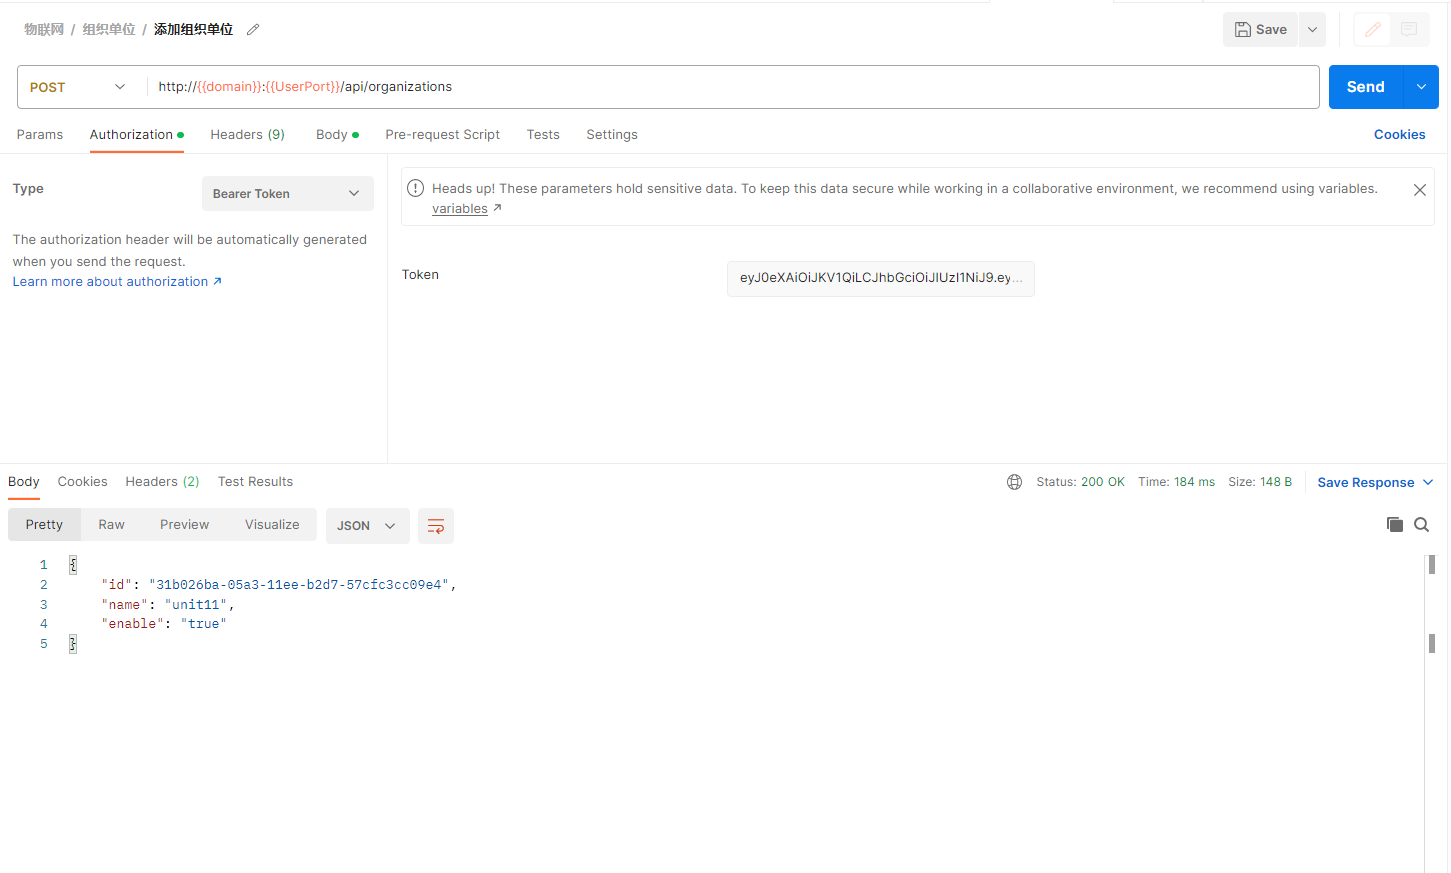 物联网 / 组织单位 / 添加组织单位
Save
POST http://{{domain}}:{{UserPort}}/api/organizations Send
Params Authorization Headers (9) Body Pre-request Script Tests Settings Cookies
Type Bearer Token
The authorization header will be automatically generated
when you send the request.
Learn more about authorization ↗
Heads up! These parameters hold sensitive data. To keep this data secure while working in a collaborative environment, we recommend using variables.
variables ↗
Token eyJ0eXAiOiJKV1QiLCJhbGciOiJIUzI1NiJ9.ey...
Body Cookies Headers (2) Test Results Status: 200 OK Time: 184 ms Size: 148 B Save Response
Pretty Raw Preview Visualize JSON
1 {
2 "id": "31b026ba-05a3-11ee-b2d7-57cfc3cc09e4",
3 "name": "unit11",
4 "enable": "true"
5 }